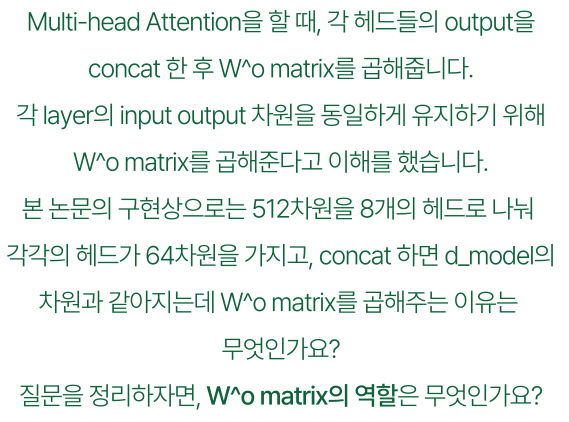 Multi-head Attention을 할 때, 각 헤드들의 output을
concat 한 후 W^o matrix를 곱해줍니다.
각 layer의 input output 차원을 동일하게 유지하기 위해
W^o matrix를 곱해준다고 이해를 했습니다.
본 논문의 구현상으로는 512차원을 8개의 헤드로 나눠
각각의 헤드가 64차원을 가지고, concat 하면 d_model의
차원과 같아지는데 W^o matrix를 곱해주는 이유는
무엇인가요?
질문을 정리하자면, W^o matrix의 역할은 무엇인가요?